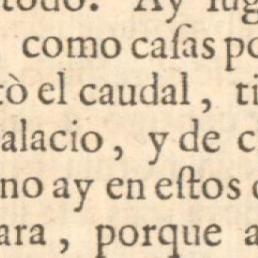 todo. Ay lug
, como caſas po
tò el caudal, ti
alacio, y de c
no ay en eſtos
ara, porque a